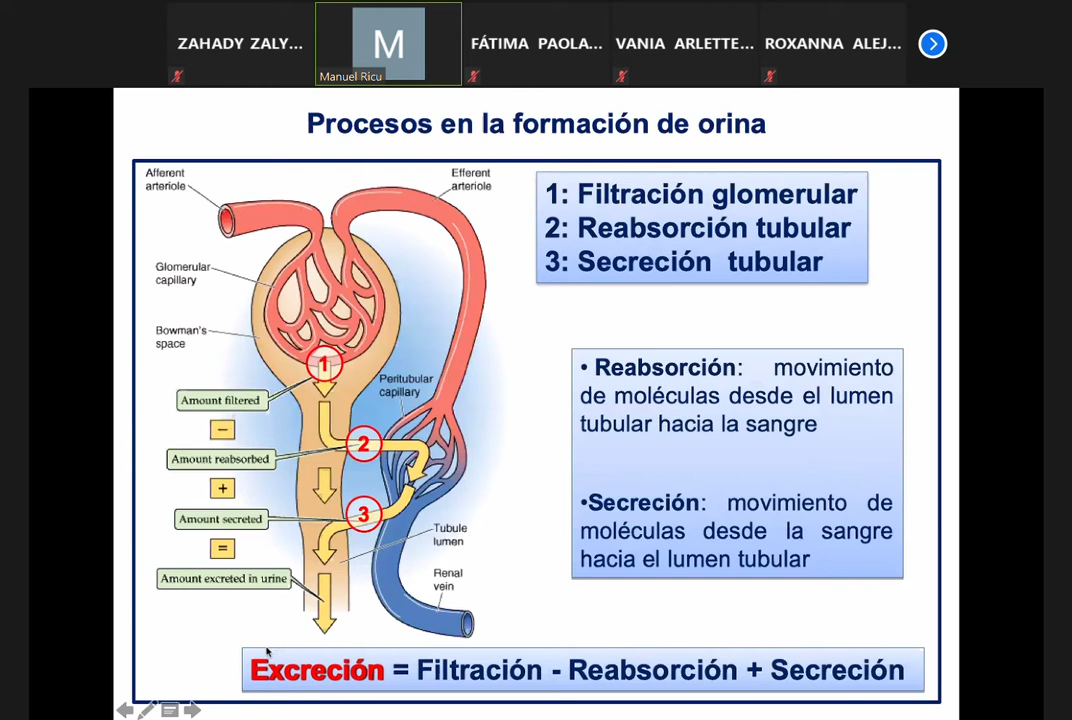 ZAHADY ZALY...
M
FÁTIMA PAOLA...
VANIA ARLETTE...
ROXANNA ALEJ...
Manuel Ricu
Procesos en la formación de orina
Afferent
arteriole
Efferent
arteriole
Glomerular
capillary
Bowman's
space
1
Peritubular
capillary
Amount filtered
−
2
Amount reabsorbed
+
3
Amount secreted
Tubule
lumen
=
Amount excreted in urine
Renal
vein
1: Filtración glomerular
2: Reabsorción tubular
3: Secreción tubular
• Reabsorción: movimiento
de moléculas desde el lumen
tubular hacia la sangre
•Secreción: movimiento de
moléculas desde la sangre
hacia el lumen tubular
Excreción = Filtración - Reabsorción + Secreción